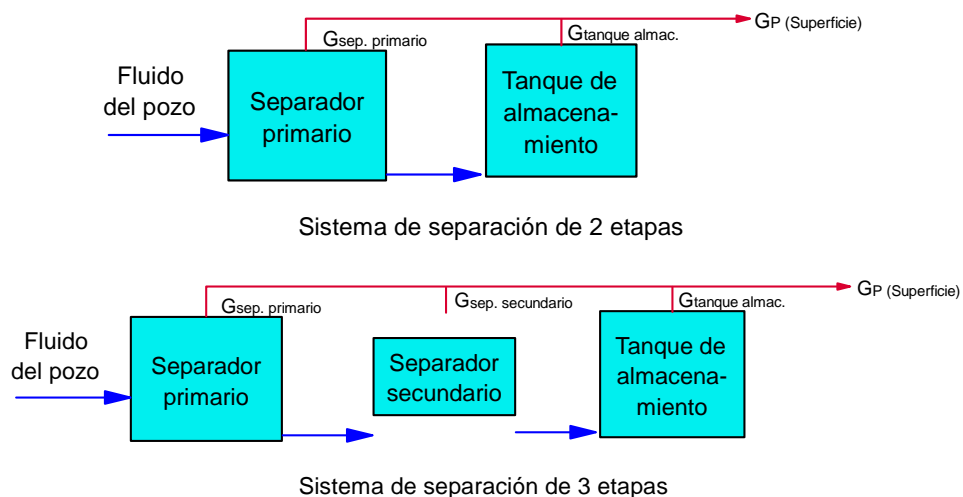 GP (Superficie)
Gsep. primario
Gtanque almac.
Fluido
del pozo
Separador
primario
Tanque de
almacena-
miento
Sistema de separación de 2 etapas
GP (Superficie)
Gsep. primario
Gsep. secundario
Gtanque almac.
Fluido
del pozo
Separador
primario
Separador
secundario
Tanque de
almacena-
miento
Sistema de separación de 3 etapas